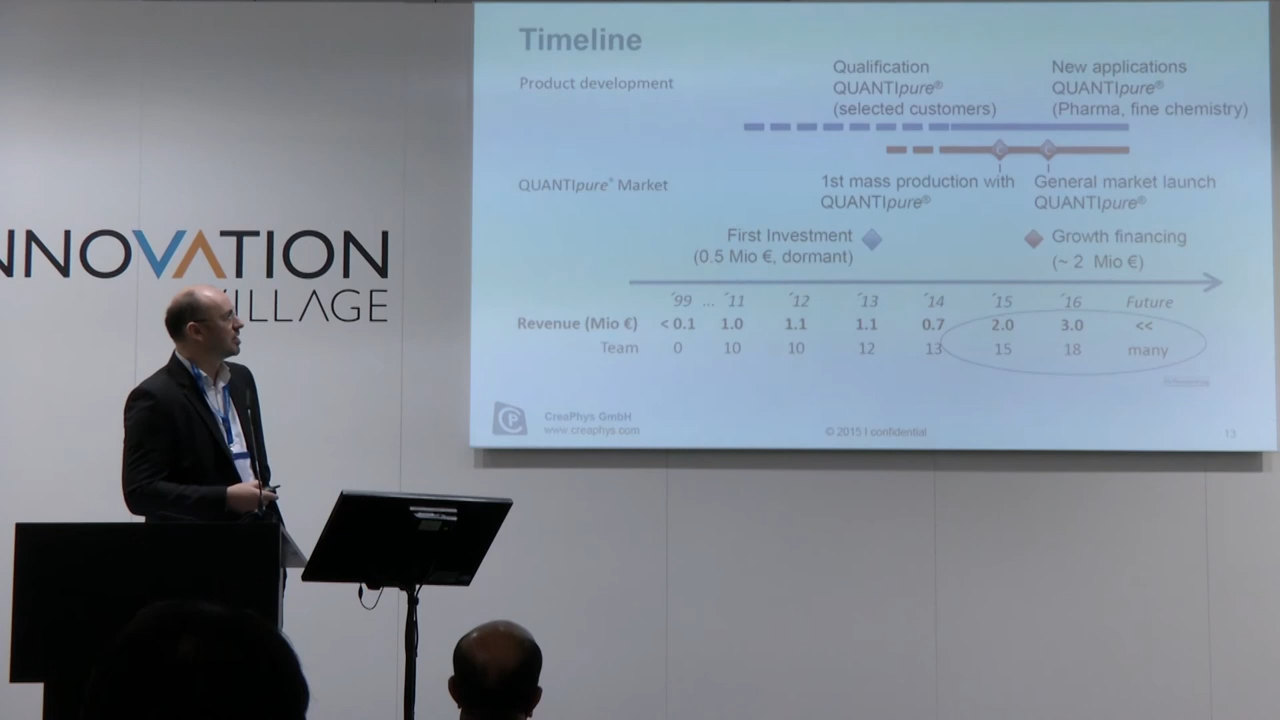 NNOVATION
VILLAGE
Timeline
Product development
Qualification
QUANTIpure®
(selected customers)
New applications
QUANTIpure®
(Pharma, fine chemistry)
QUANTIpure® Market
1st mass production with
QUANTIpure®
General market launch
QUANTIpure®
First Investment
(0.5 Mio €, dormant)
Growth financing
(~ 2 Mio €)
´99 ... ´11 ´12 ´13 ´14 ´15 ´16 Future
Revenue (Mio €) < 0.1 1.0 1.1 1.1 0.7 2.0 3.0 <<
Team 0 10 10 12 13 15 18 many
CP
CreaPhys GmbH
www.creaphys.com
© 2015 I confidential
13